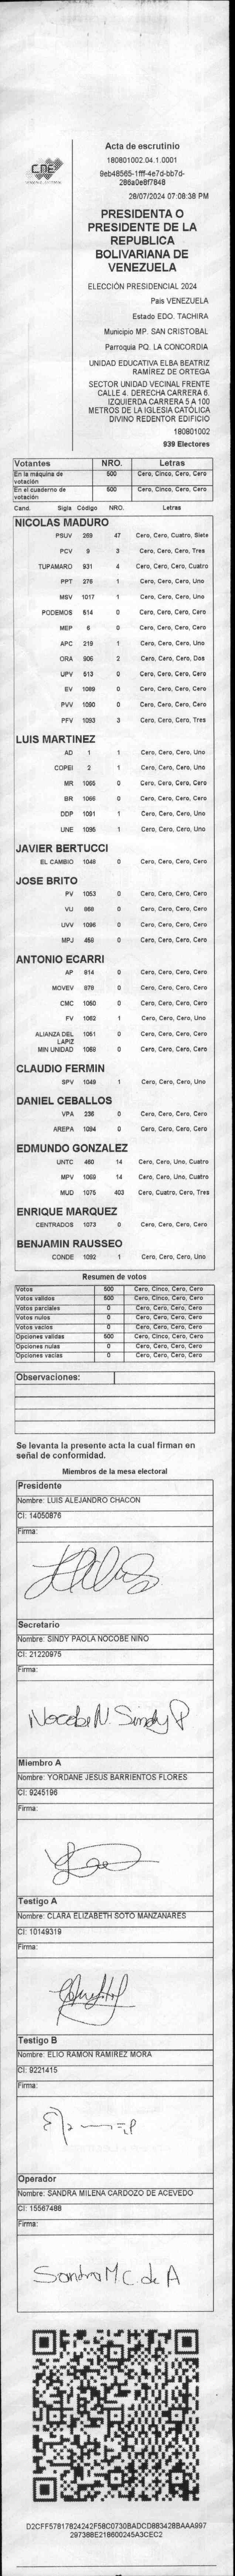 CNE
Acta de escrutinio
180801002.04.1.0001
9eb48565-1fff-4e7d-bb7d-
286a0e8f7848
28/07/2024 07:08:38 PM
PRESIDENTA O
PRESIDENTE DE LA
REPUBLICA
BOLIVARIANA DE
VENEZUELA
ELECCIÓN PRESIDENCIAL 2024
País VENEZUELA
Estado EDO. TACHIRA
Municipio MP. SAN CRISTOBAL
Parroquia PQ. LA CONCORDIA
UNIDAD EDUCATIVA ELBA BEATRIZ
RAMÍREZ DE ORTEGA
SECTOR UNIDAD VECINAL FRENTE
CALLE 4. DERECHA CARRERA 6.
IZQUIERDA CARRERA 5 A 100
METROS DE LA IGLESIA CATÓLICA
DIVINO REDENTOR EDIFICIO
180801002
939 Electores
Votantes NRO. Letras
En la máquina de votación 500 Cero, Cinco, Cero, Cero
En el cuaderno de votación 500 Cero, Cinco, Cero, Cero
Cand. Sigla Código NRO. Letras
NICOLAS MADURO
PSUV 269 47 Cero, Cero, Cuatro, Siete
PCV 9 3 Cero, Cero, Cero, Tres
TUPAMARO 931 4 Cero, Cero, Cero, Cuatro
PPT 276 1 Cero, Cero, Cero, Uno
MSV 1017 1 Cero, Cero, Cero, Uno
PODEMOS 514 0 Cero, Cero, Cero, Cero
MEP 6 0 Cero, Cero, Cero, Cero
APC 219 1 Cero, Cero, Cero, Uno
ORA 906 2 Cero, Cero, Cero, Dos
UPV 513 0 Cero, Cero, Cero, Cero
EV 1089 0 Cero, Cero, Cero, Cero
PVV 1090 0 Cero, Cero, Cero, Cero
PFV 1093 3 Cero, Cero, Cero, Tres
LUIS MARTINEZ
AD 1 1 Cero, Cero, Cero, Uno
COPEI 2 1 Cero, Cero, Cero, Uno
MR 1065 0 Cero, Cero, Cero, Cero
BR 1066 0 Cero, Cero, Cero, Cero
DDP 1091 1 Cero, Cero, Cero, Uno
UNE 1095 1 Cero, Cero, Cero, Uno
JAVIER BERTUCCI
EL CAMBIO 1048 0 Cero, Cero, Cero, Cero
JOSE BRITO
PV 1053 0 Cero, Cero, Cero, Cero
VU 868 0 Cero, Cero, Cero, Cero
UVV 1096 0 Cero, Cero, Cero, Cero
MPJ 458 0 Cero, Cero, Cero, Cero
ANTONIO ECARRI
AP 814 0 Cero, Cero, Cero, Cero
MOVEV 878 0 Cero, Cero, Cero, Cero
CMC 1050 0 Cero, Cero, Cero, Cero
FV 1062 1 Cero, Cero, Cero, Uno
ALIANZA DEL LAPIZ 1051 0 Cero, Cero, Cero, Cero
MIN UNIDAD 1068 0 Cero, Cero, Cero, Cero
CLAUDIO FERMIN
SPV 1049 1 Cero, Cero, Cero, Uno
DANIEL CEBALLOS
VPA 236 0 Cero, Cero, Cero, Cero
AREPA 1094 0 Cero, Cero, Cero, Cero
EDMUNDO GONZALEZ
UNTC 460 14 Cero, Cero, Uno, Cuatro
MPV 1069 14 Cero, Cero, Uno, Cuatro
MUD 1075 403 Cero, Cuatro, Cero, Tres
ENRIQUE MARQUEZ
CENTRADOS 1073 0 Cero, Cero, Cero, Cero
BENJAMIN RAUSSEO
CONDE 1092 1 Cero, Cero, Cero, Uno
Resumen de votos
Votos 500 Cero, Cinco, Cero, Cero
Votos validos 500 Cero, Cinco, Cero, Cero
Votos parciales 0 Cero, Cero, Cero, Cero
Votos nulos 0 Cero, Cero, Cero, Cero
Votos vacios 0 Cero, Cero, Cero, Cero
Opciones validas 500 Cero, Cinco, Cero, Cero
Opciones nulas 0 Cero, Cero, Cero, Cero
Opciones vacias 0 Cero, Cero, Cero, Cero
Observaciones:
Se levanta la presente acta la cual firman en
señal de conformidad.
Miembros de la mesa electoral
Presidente
Nombre: LUIS ALEJANDRO CHACON
CI: 14050876
Firma:
Secretario
Nombre: SINDY PAOLA NOCOBE NIÑO
CI: 21220975
Firma:
Nocobe N. Sindy P
Miembro A
Nombre: YORDANE JESUS BARRIENTOS FLORES
CI: 9245196
Firma:
Testigo A
Nombre: CLARA ELIZABETH SOTO MANZANARES
CI: 10149319
Firma:
Testigo B
Nombre: ELIO RAMON RAMIREZ MORA
CI: 9221415
Firma:
Operador
Nombre: SANDRA MILENA CARDOZO DE ACEVEDO
CI: 15567488
Firma:
Sandra M.C. de A
D2CFF57817824242F58C0730BADCD883428BAAA997
297388E218600245A3CEC2